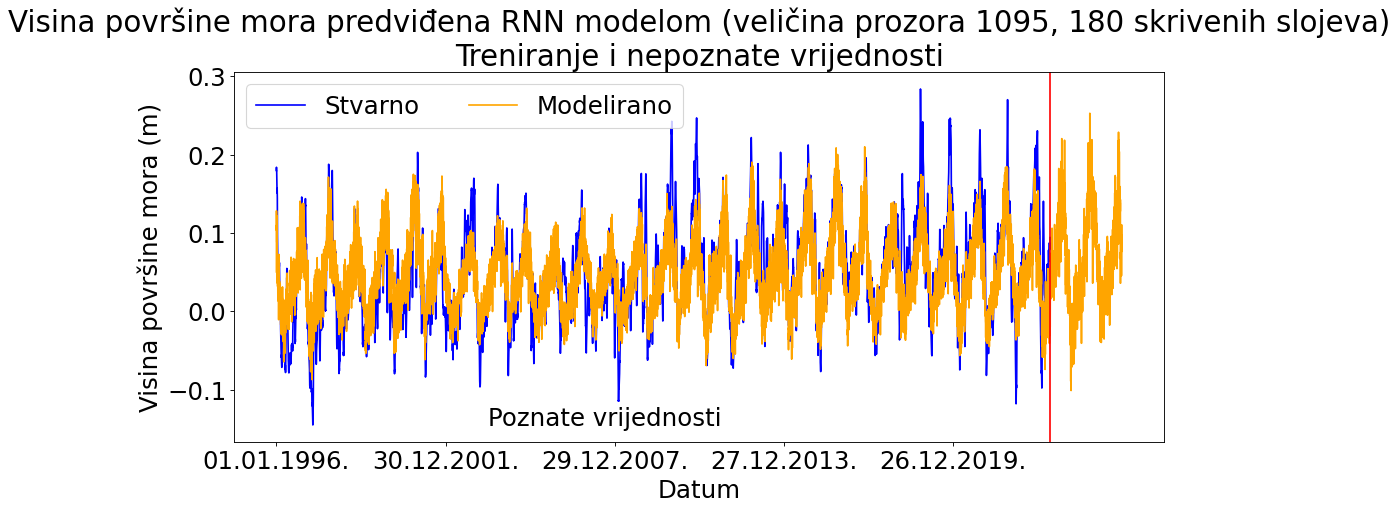 Visina površine mora predviđena RNN modelom (veličina prozora 1095, 180 skrivenih slojeva)
Treniranje i nepoznate vrijednosti
Stvarno
Modelirano
Visina površine mora (m)
0.3
0.2
0.1
0.0
−0.1
Poznate vrijednosti
01.01.1996.
30.12.2001.
29.12.2007.
27.12.2013.
26.12.2019.
Datum